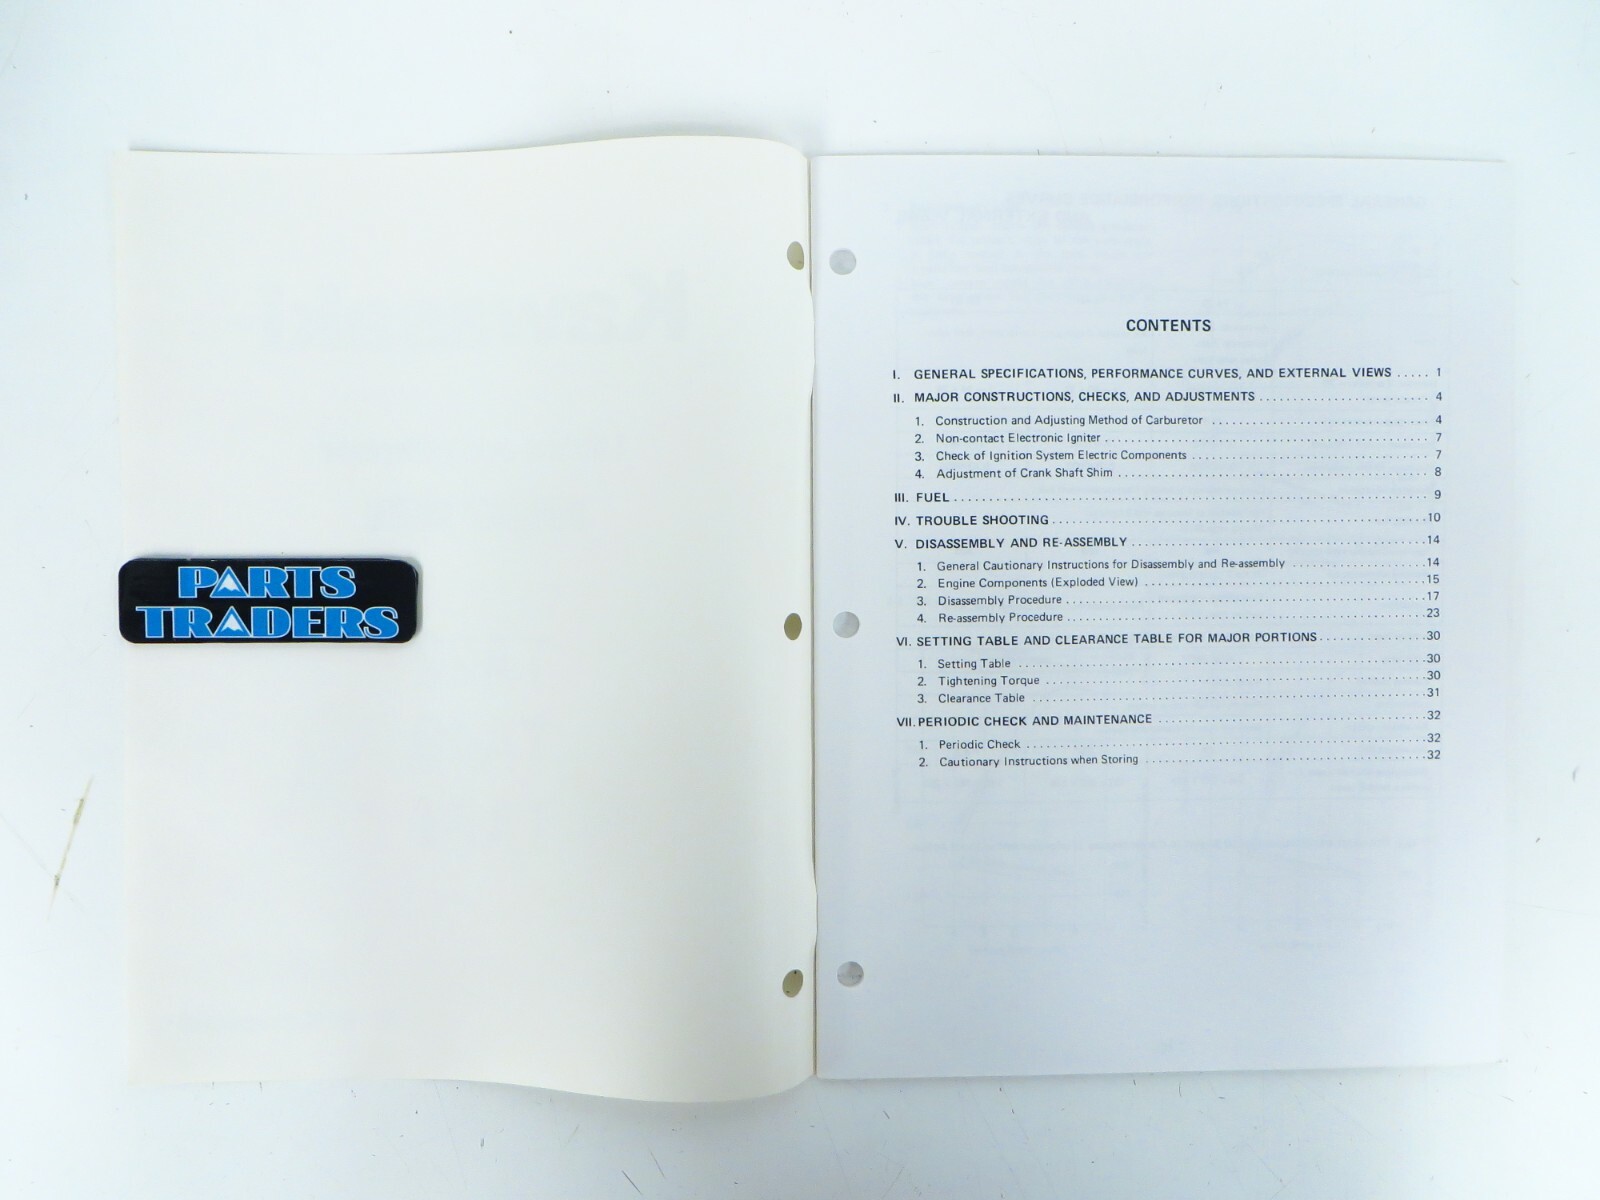 PARTS
TRADERS
CONTENTS
I. GENERAL SPECIFICATIONS, PERFORMANCE CURVES, AND EXTERNAL VIEWS ..... 1
II. MAJOR CONSTRUCTIONS, CHECKS, AND ADJUSTMENTS ..... 4
1. Construction and Adjusting Method of Carburetor ..... 4
2. Non-contact Electronic Igniter ..... 7
3. Check of Ignition System Electric Components ..... 7
4. Adjustment of Crank Shaft Shim ..... 8
III. FUEL ..... 9
IV. TROUBLE SHOOTING ..... 10
V. DISASSEMBLY AND RE-ASSEMBLY ..... 14
1. General Cautionary Instructions for Disassembly and Re-assembly ..... 14
2. Engine Components (Exploded View) ..... 15
3. Disassembly Procedure ..... 17
4. Re-assembly Procedure ..... 23
VI. SETTING TABLE AND CLEARANCE TABLE FOR MAJOR PORTIONS ..... 30
1. Setting Table ..... 30
2. Tightening Torque ..... 30
3. Clearance Table ..... 31
VII. PERIODIC CHECK AND MAINTENANCE ..... 32
1. Periodic Check ..... 32
2. Cautionary Instructions when Storing ..... 32